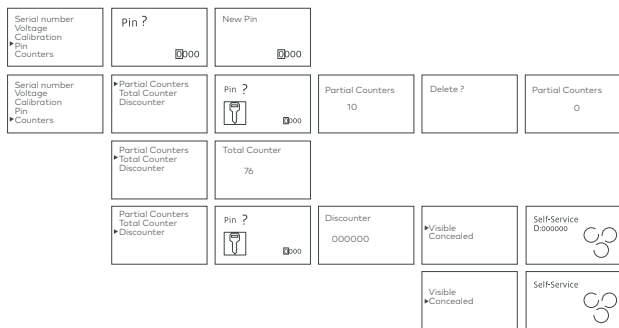 Serial number
Voltage
Calibration
▸Pin
Counters
Pin ?
0000
New Pin
0000
Serial number
Voltage
Calibration
Pin
▸Counters
▸Partial Counters
Total Counter
Discounter
Pin ?
0000
Partial Counters
10
Delete ?
Partial Counters
0
Partial Counters
▸Total Counter
Discounter
Total Counter
76
Partial Counters
Total Counter
▸Discounter
Pin ?
0000
Discounter
000000
▸Visible
Concealed
Self-Service
D:000000
Visible
▸Concealed
Self-Service